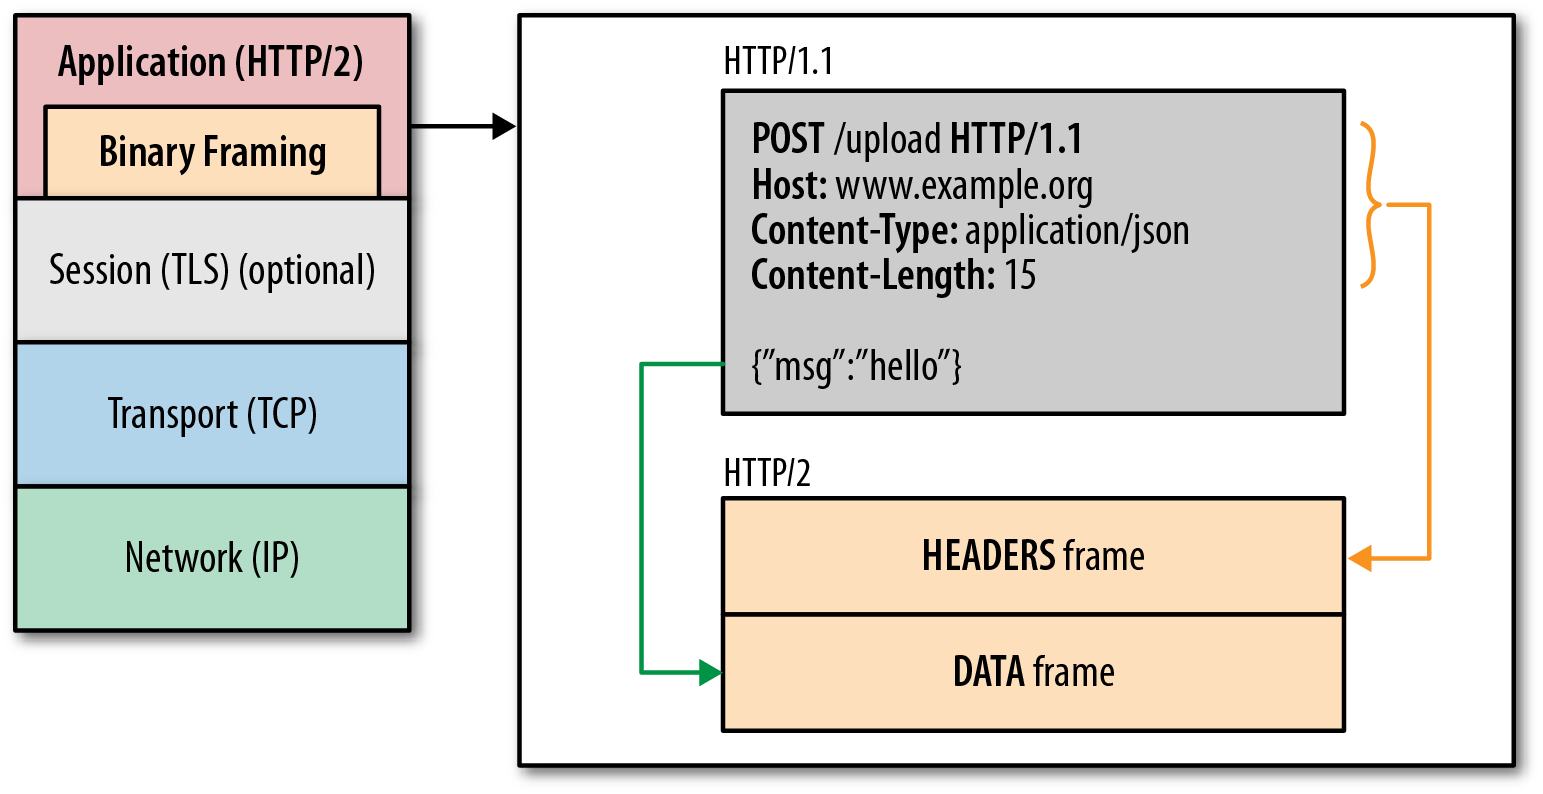 Application (HTTP/2)
Binary Framing
Session (TLS) (optional)
Transport (TCP)
Network (IP)
HTTP/1.1
POST /upload HTTP/1.1
Host: www.example.org
Content-Type: application/json
Content-Length: 15
{”msg”:”hello”}
HTTP/2
HEADERS frame
DATA frame